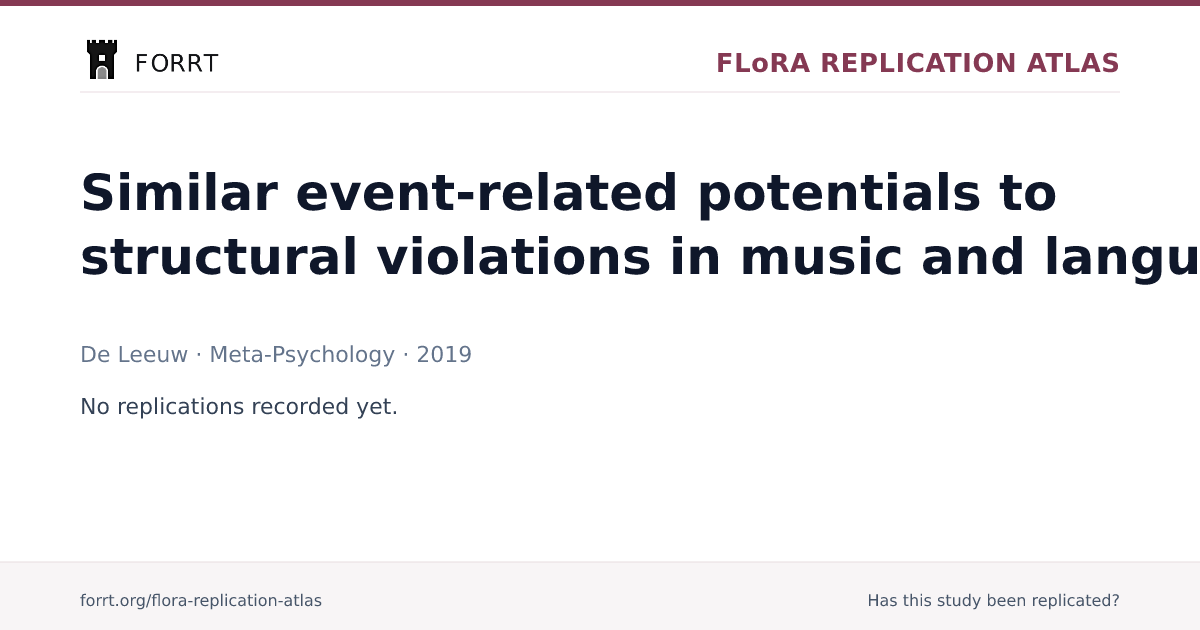 FORRT
FLoRA REPLICATION ATLAS
Similar event-related potentials to
structural violations in music and langu
De Leeuw · Meta-Psychology · 2019
No replications recorded yet.
forrt.org/flora-replication-atlas
Has this study been replicated?